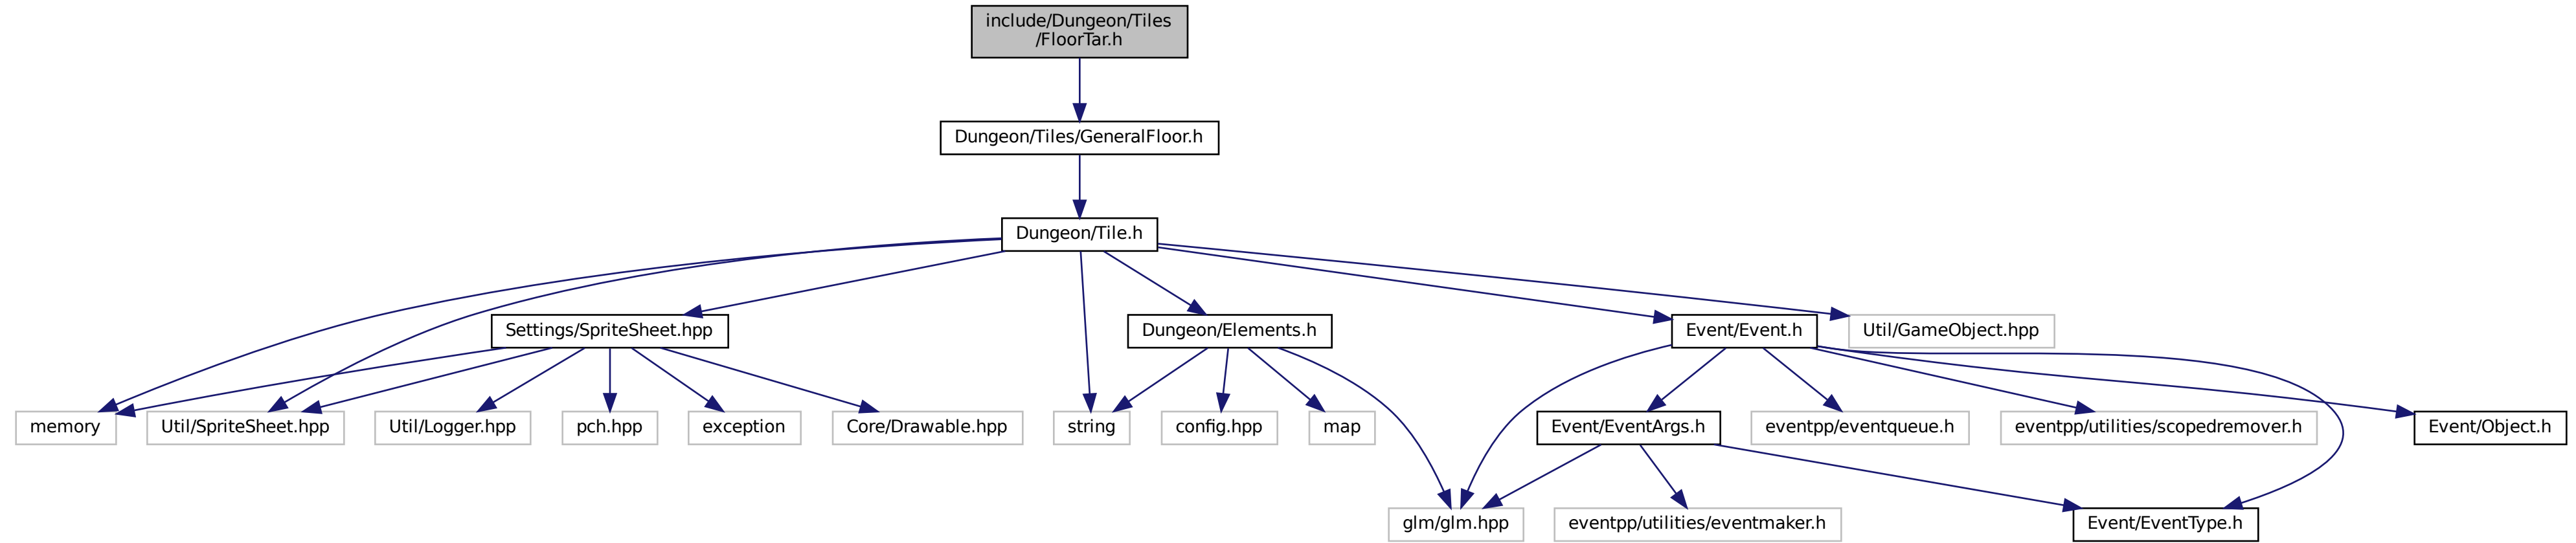 include/Dungeon/Tiles
/FloorTar.h
Dungeon/Tiles/GeneralFloor.h
Dungeon/Tile.h
Settings/SpriteSheet.hpp
Dungeon/Elements.h
Event/Event.h
Util/GameObject.hpp
memory
Util/SpriteSheet.hpp
Util/Logger.hpp
pch.hpp
exception
Core/Drawable.hpp
string
config.hpp
map
Event/EventArgs.h
eventpp/eventqueue.h
eventpp/utilities/scopedremover.h
Event/Object.h
glm/glm.hpp
eventpp/utilities/eventmaker.h
Event/EventType.h